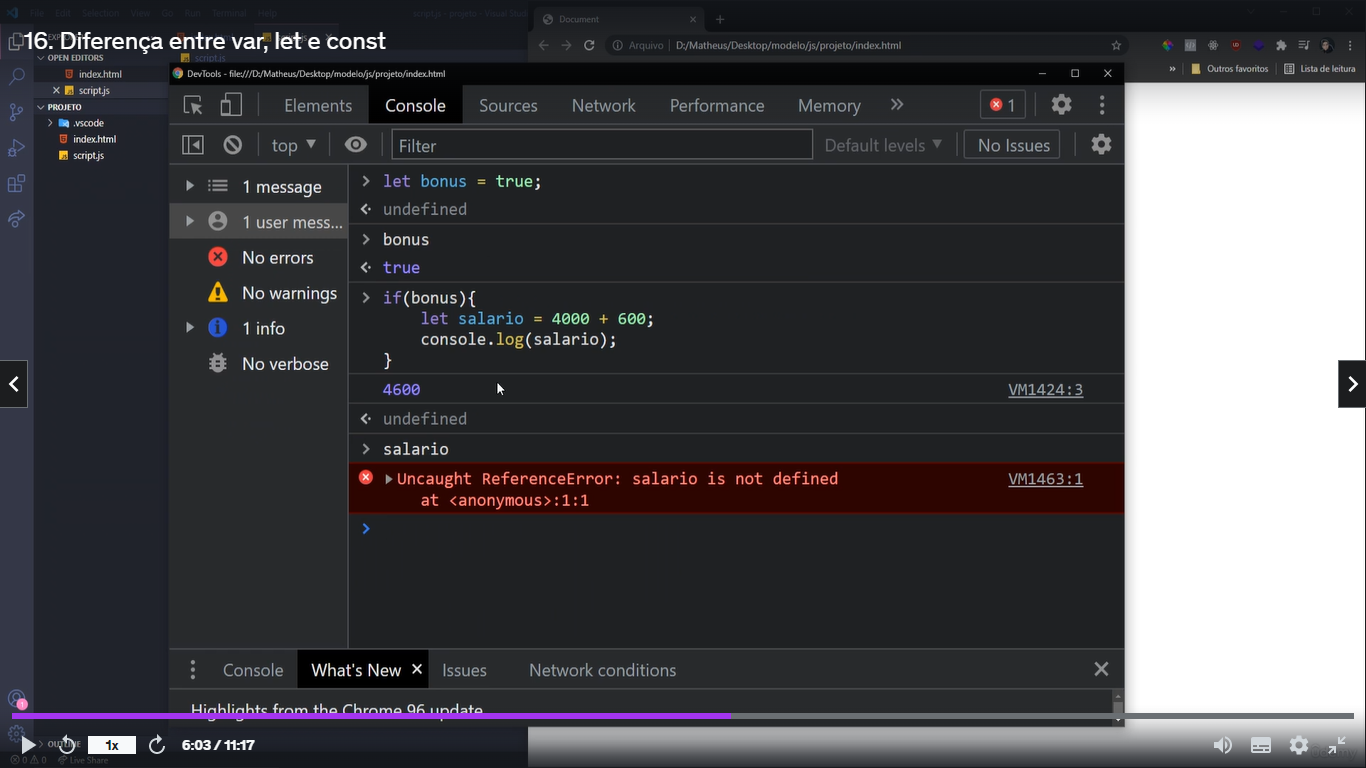 File Edit Selection View Go Run Terminal Help
script.js - projeto - Visual Stud
Document
16. Diferença entre var, let e const
Arquivo | D:/Matheus/Desktop/modelo/js/projeto/index.html
OPEN EDITORS
script.js
» Outros favoritos Lista de leitura
index.html
DevTools - file:///D:/Matheus/Desktop/modelo/js/projeto/index.html
script.js
PROJETO
.vscode
index.html
script.js
Elements Console Sources Network Performance Memory » 1
top ▼ Filter Default levels ▼ No Issues
1 message
1 user mess...
No errors
No warnings
1 info
No verbose
> let bonus = true;
undefined
> bonus
true
> if(bonus){
let salario = 4000 + 600;
console.log(salario);
}
4600 VM1424:3
undefined
> salario
Uncaught ReferenceError: salario is not defined VM1463:1
at <anonymous>:1:1
>
Console What's New × Issues Network conditions
Highlights from the Chrome 96 update
1
OUTLINE
1x 6:03 / 11:17
0 0 Live Share